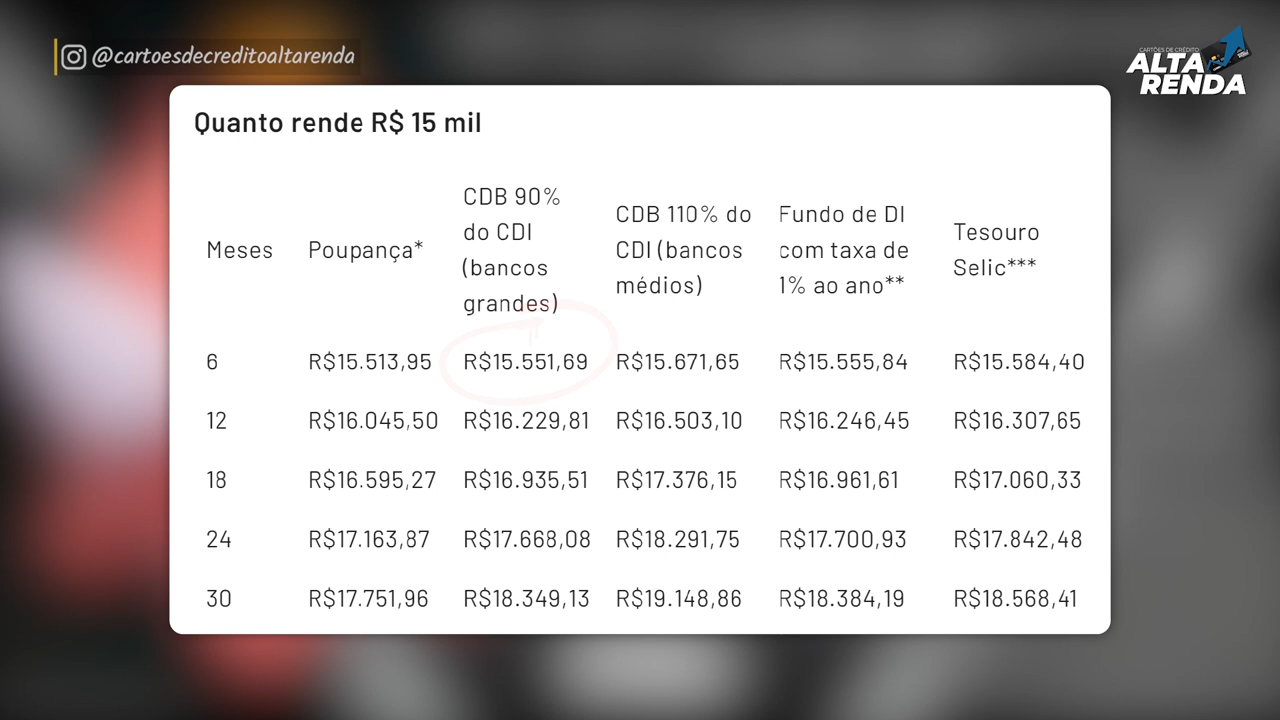 @cartoesdecreditoaltarenda
CARTÕES DE CRÉDITO
ALTA
RENDA
Quanto rende R$ 15 mil
Meses
Poupança*
CDB 90%
do CDI
(bancos
grandes)
CDB 110% do
CDI (bancos
médios)
Fundo de DI
com taxa de
1% ao ano**
Tesouro
Selic***
6 R$15.513,95 R$15.551,69 R$15.671,65 R$15.555,84 R$15.584,40
12 R$16.045,50 R$16.229,81 R$16.503,10 R$16.246,45 R$16.307,65
18 R$16.595,27 R$16.935,51 R$17.376,15 R$16.961,61 R$17.060,33
24 R$17.163,87 R$17.668,08 R$18.291,75 R$17.700,93 R$17.842,48
30 R$17.751,96 R$18.349,13 R$19.148,86 R$18.384,19 R$18.568,41